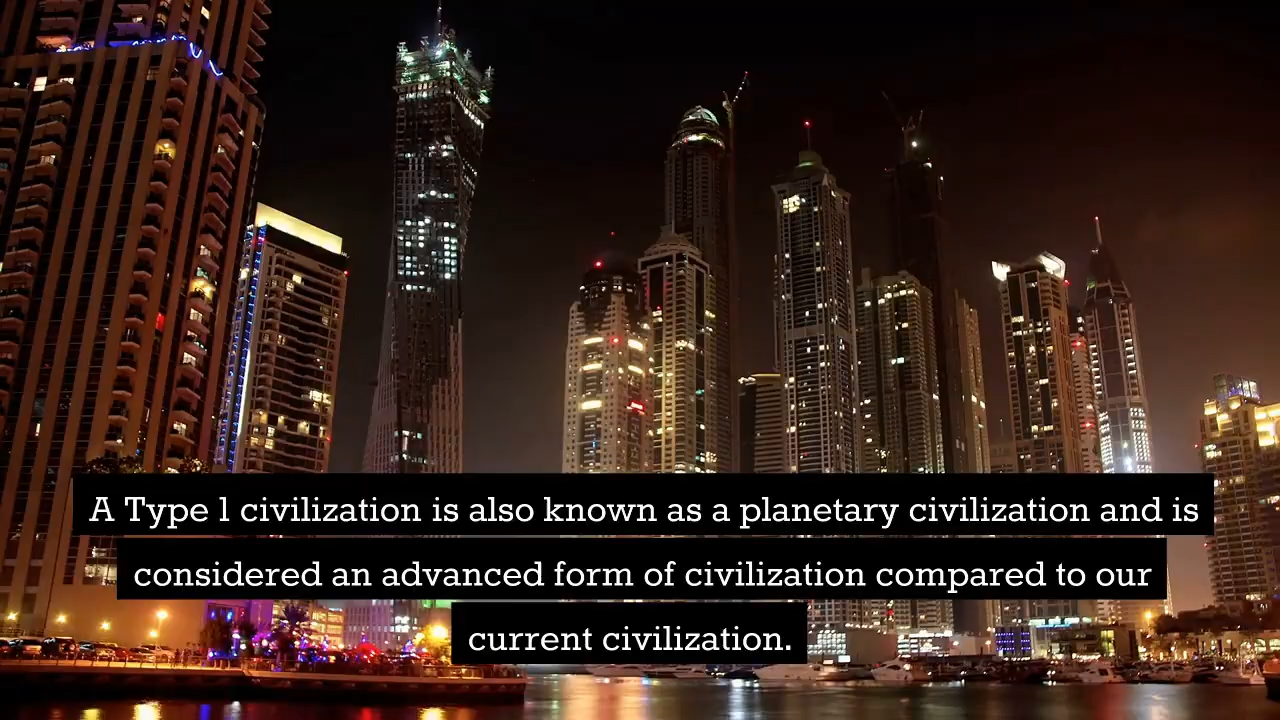 A Type 1 civilization is also known as a planetary civilization and is
considered an advanced form of civilization compared to our
current civilization.